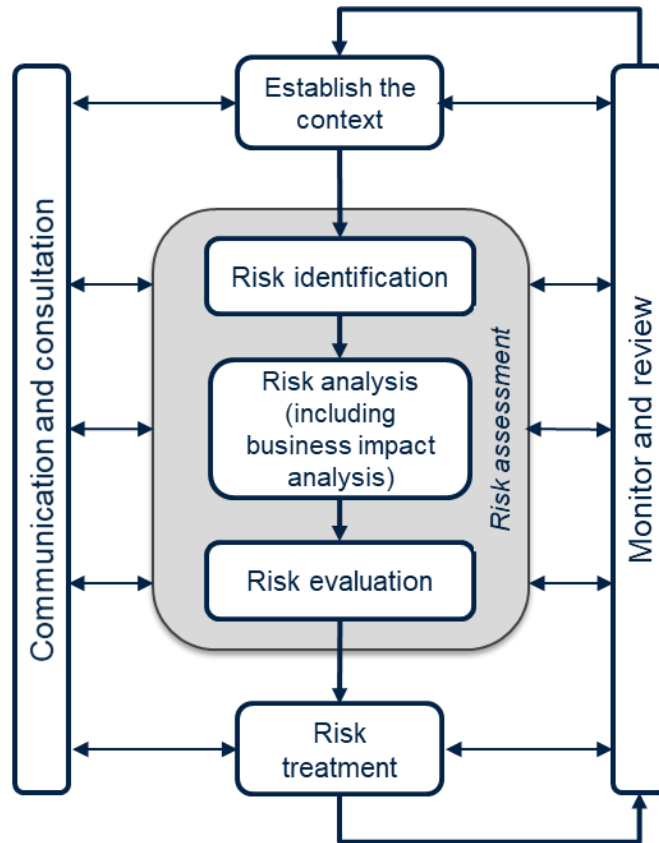 Establish the
context
Communication and consultation
Risk identification
Risk analysis
(including
business impact
analysis)
Risk assessment
Risk evaluation
Monitor and review
Risk
treatment